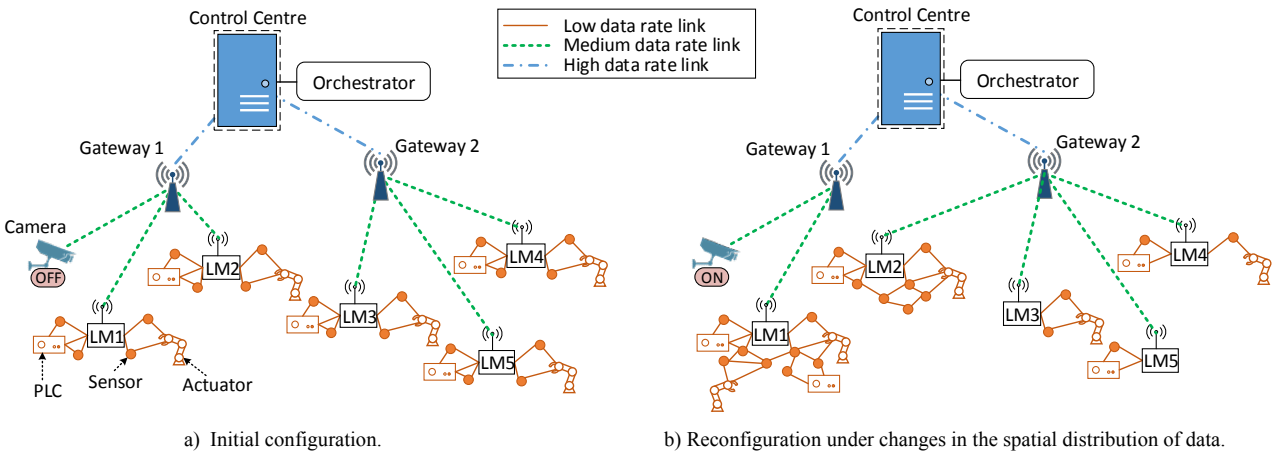 Control Centre
Orchestrator
Gateway 1
Gateway 2
Camera
OFF
LM1
LM2
LM3
LM4
LM5
PLC
Sensor
Actuator
a) Initial configuration.
Low data rate link
Medium data rate link
High data rate link
Control Centre
Orchestrator
Gateway 1
Gateway 2
Camera
ON
LM1
LM2
LM3
LM4
LM5
b) Reconfiguration under changes in the spatial distribution of data.